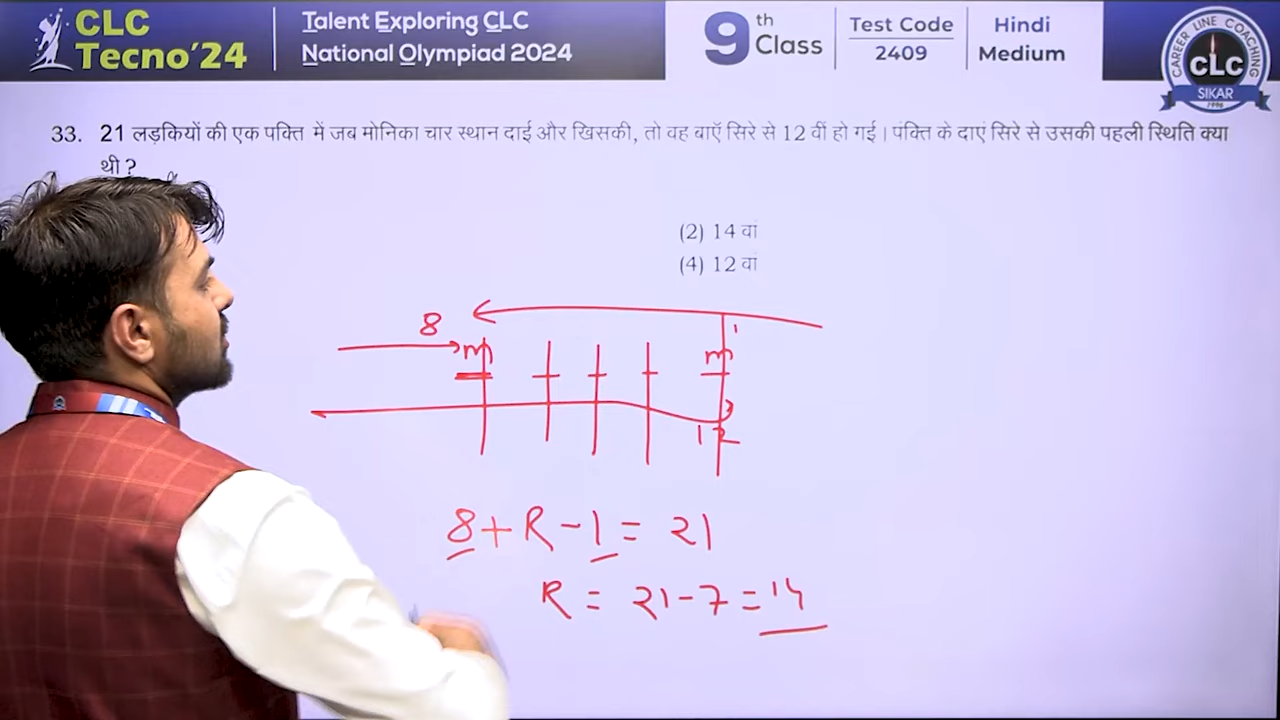 CLC
Tecno'24
Talent Exploring CLC
National Olympiad 2024
9th Class
Test Code
2409
Hindi
Medium
CAREER LINE COACHING
CLC
SIKAR
1996
33. 21 लड़कियों की एक पक्ति में जब मोनिका चार स्थान दाई और खिसकी, तो वह बाएँ सिरे से 12 वीं हो गई। पंक्ति के दाएं सिरे से उसकी पहली स्थिति क्या
थी ?
(2) 14 वां
(4) 12 वां
8
m m
12
8 + R - 1 = 21
R = 21 - 7 = 14